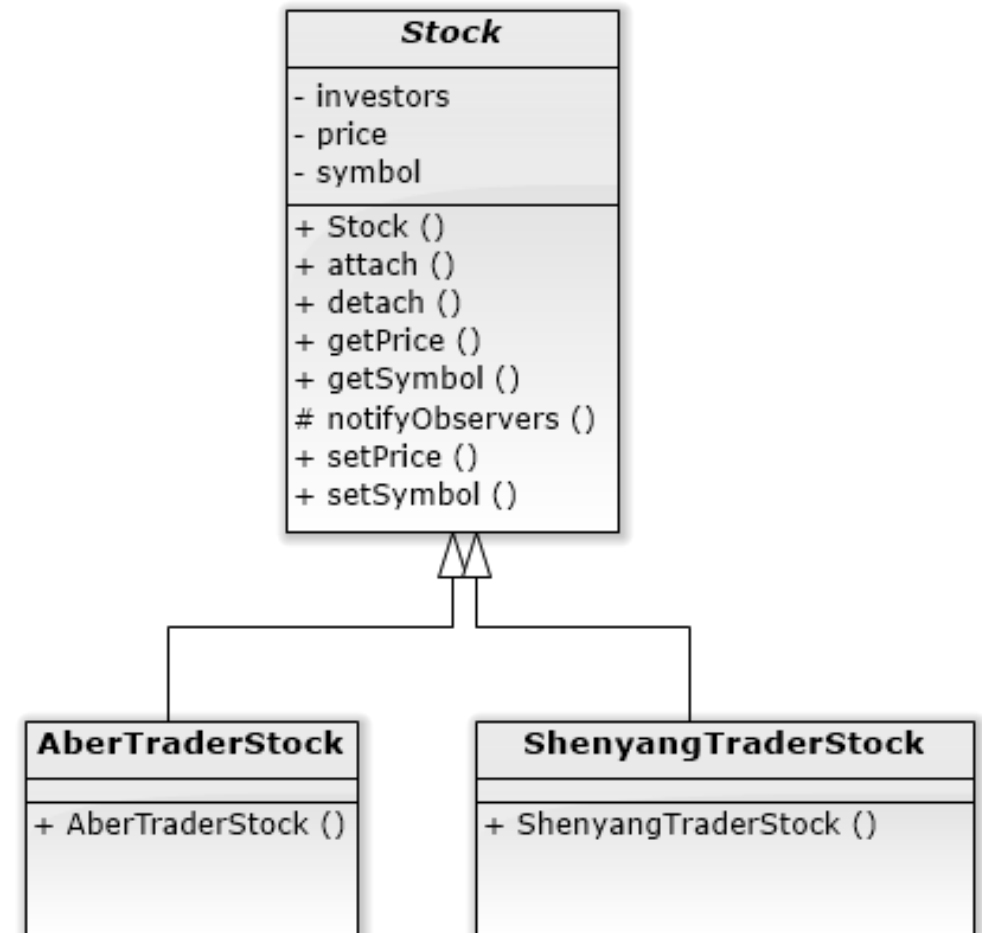 Stock
- investors
- price
- symbol
+ Stock ()
+ attach ()
+ detach ()
+ getPrice ()
+ getSymbol ()
# notifyObservers ()
+ setPrice ()
+ setSymbol ()
AberTraderStock
+ AberTraderStock ()
ShenyangTraderStock
+ ShenyangTraderStock ()